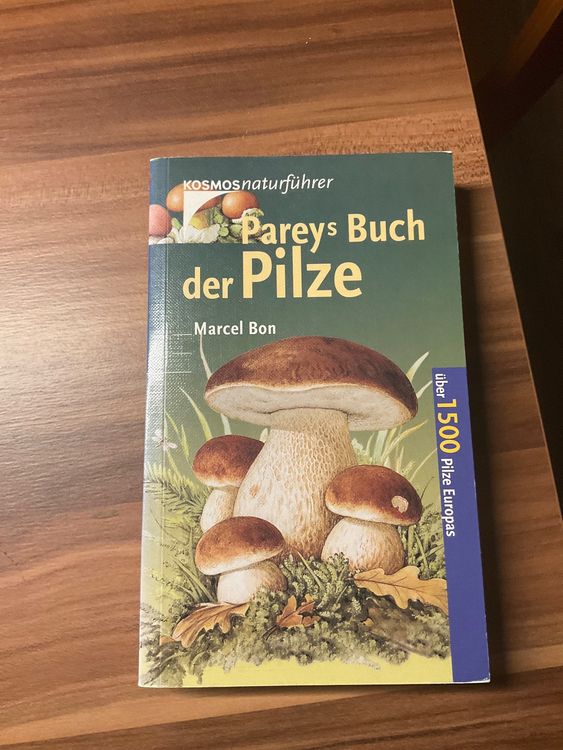 KOSMOSnaturführer
Pareys Buch
der Pilze
Marcel Bon
über 1500 Pilze Europas